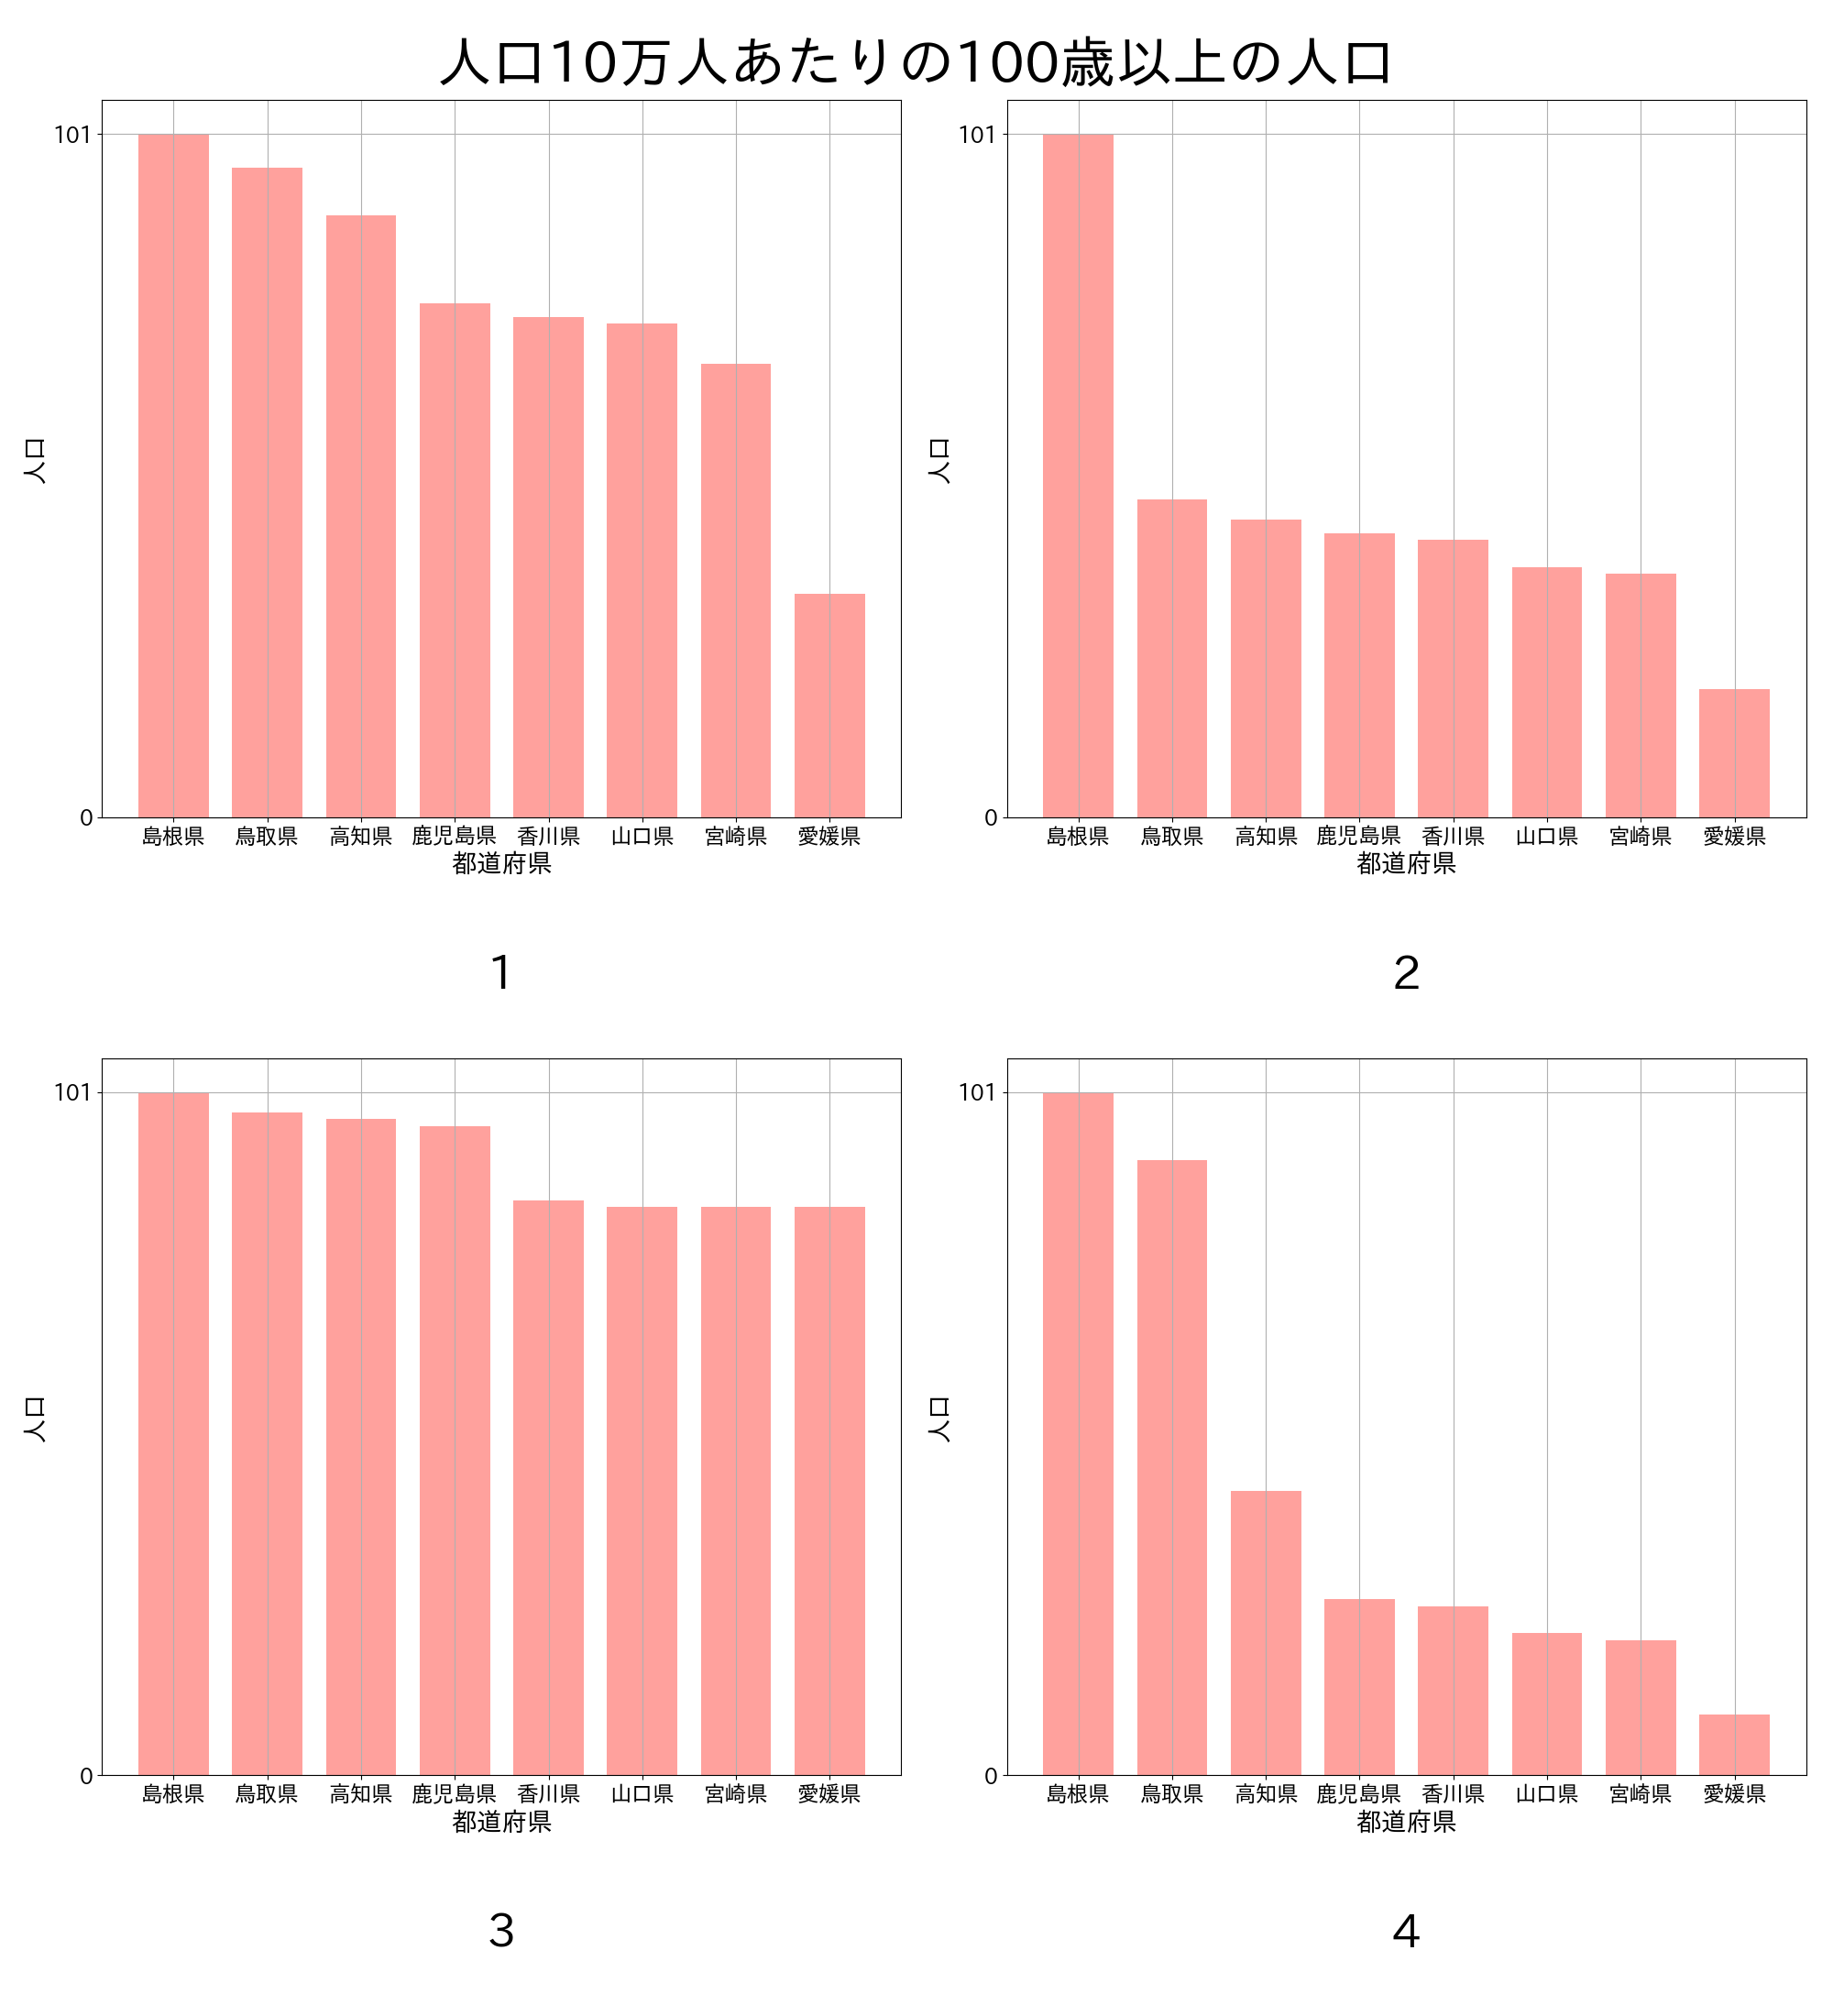 人口10万人あたりの100歳以上の人口
101
0
人口
島根県 鳥取県 高知県 鹿児島県 香川県 山口県 宮崎県 愛媛県
都道府県
1
101
0
人口
島根県 鳥取県 高知県 鹿児島県 香川県 山口県 宮崎県 愛媛県
都道府県
2
101
0
人口
島根県 鳥取県 高知県 鹿児島県 香川県 山口県 宮崎県 愛媛県
都道府県
3
101
0
人口
島根県 鳥取県 高知県 鹿児島県 香川県 山口県 宮崎県 愛媛県
都道府県
4